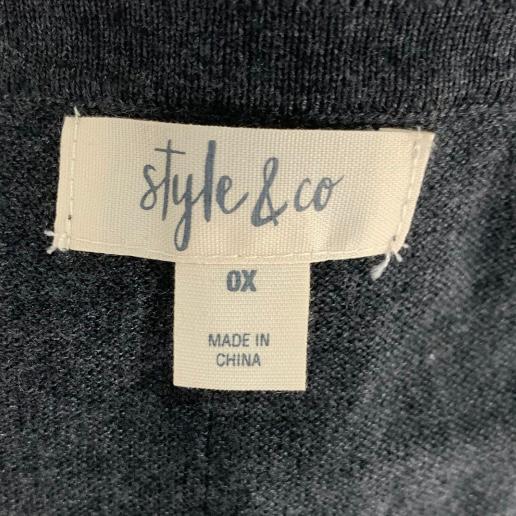 style & co
0X
MADE IN
CHINA